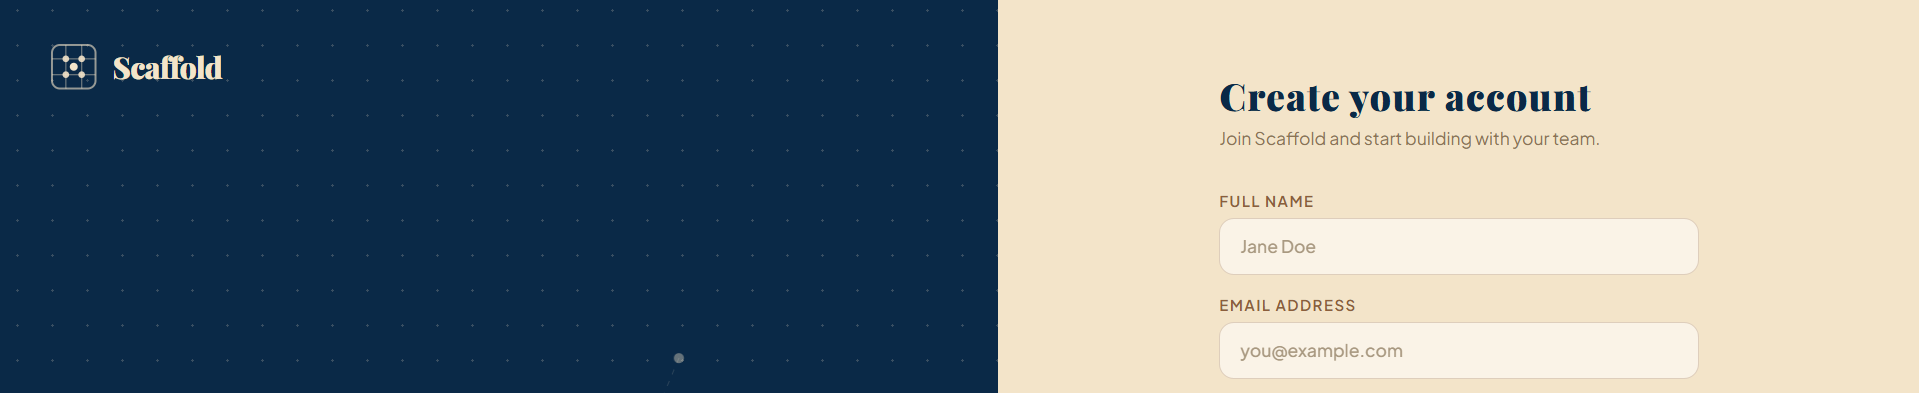 Scaffold
Create your account
Join Scaffold and start building with your team.
FULL NAME
Jane Doe
EMAIL ADDRESS
you@example.com